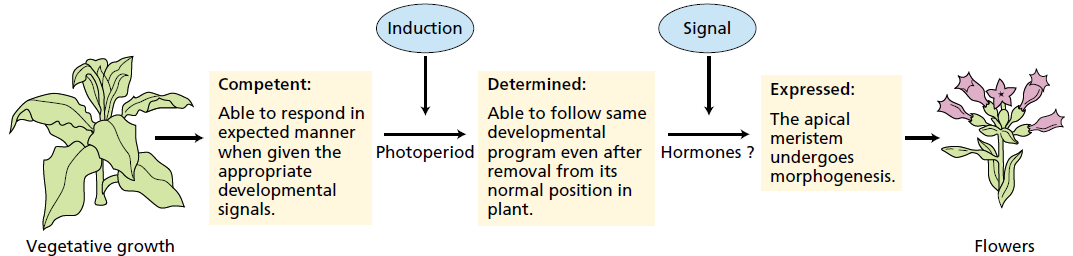 Induction
Signal
Competent:
Able to respond in
expected manner
when given the
appropriate
developmental
signals.
Photoperiod
Determined:
Able to follow same
developmental
program even after
removal from its
normal position in
plant.
Hormones ?
Expressed:
The apical
meristem
undergoes
morphogenesis.
Vegetative growth
Flowers